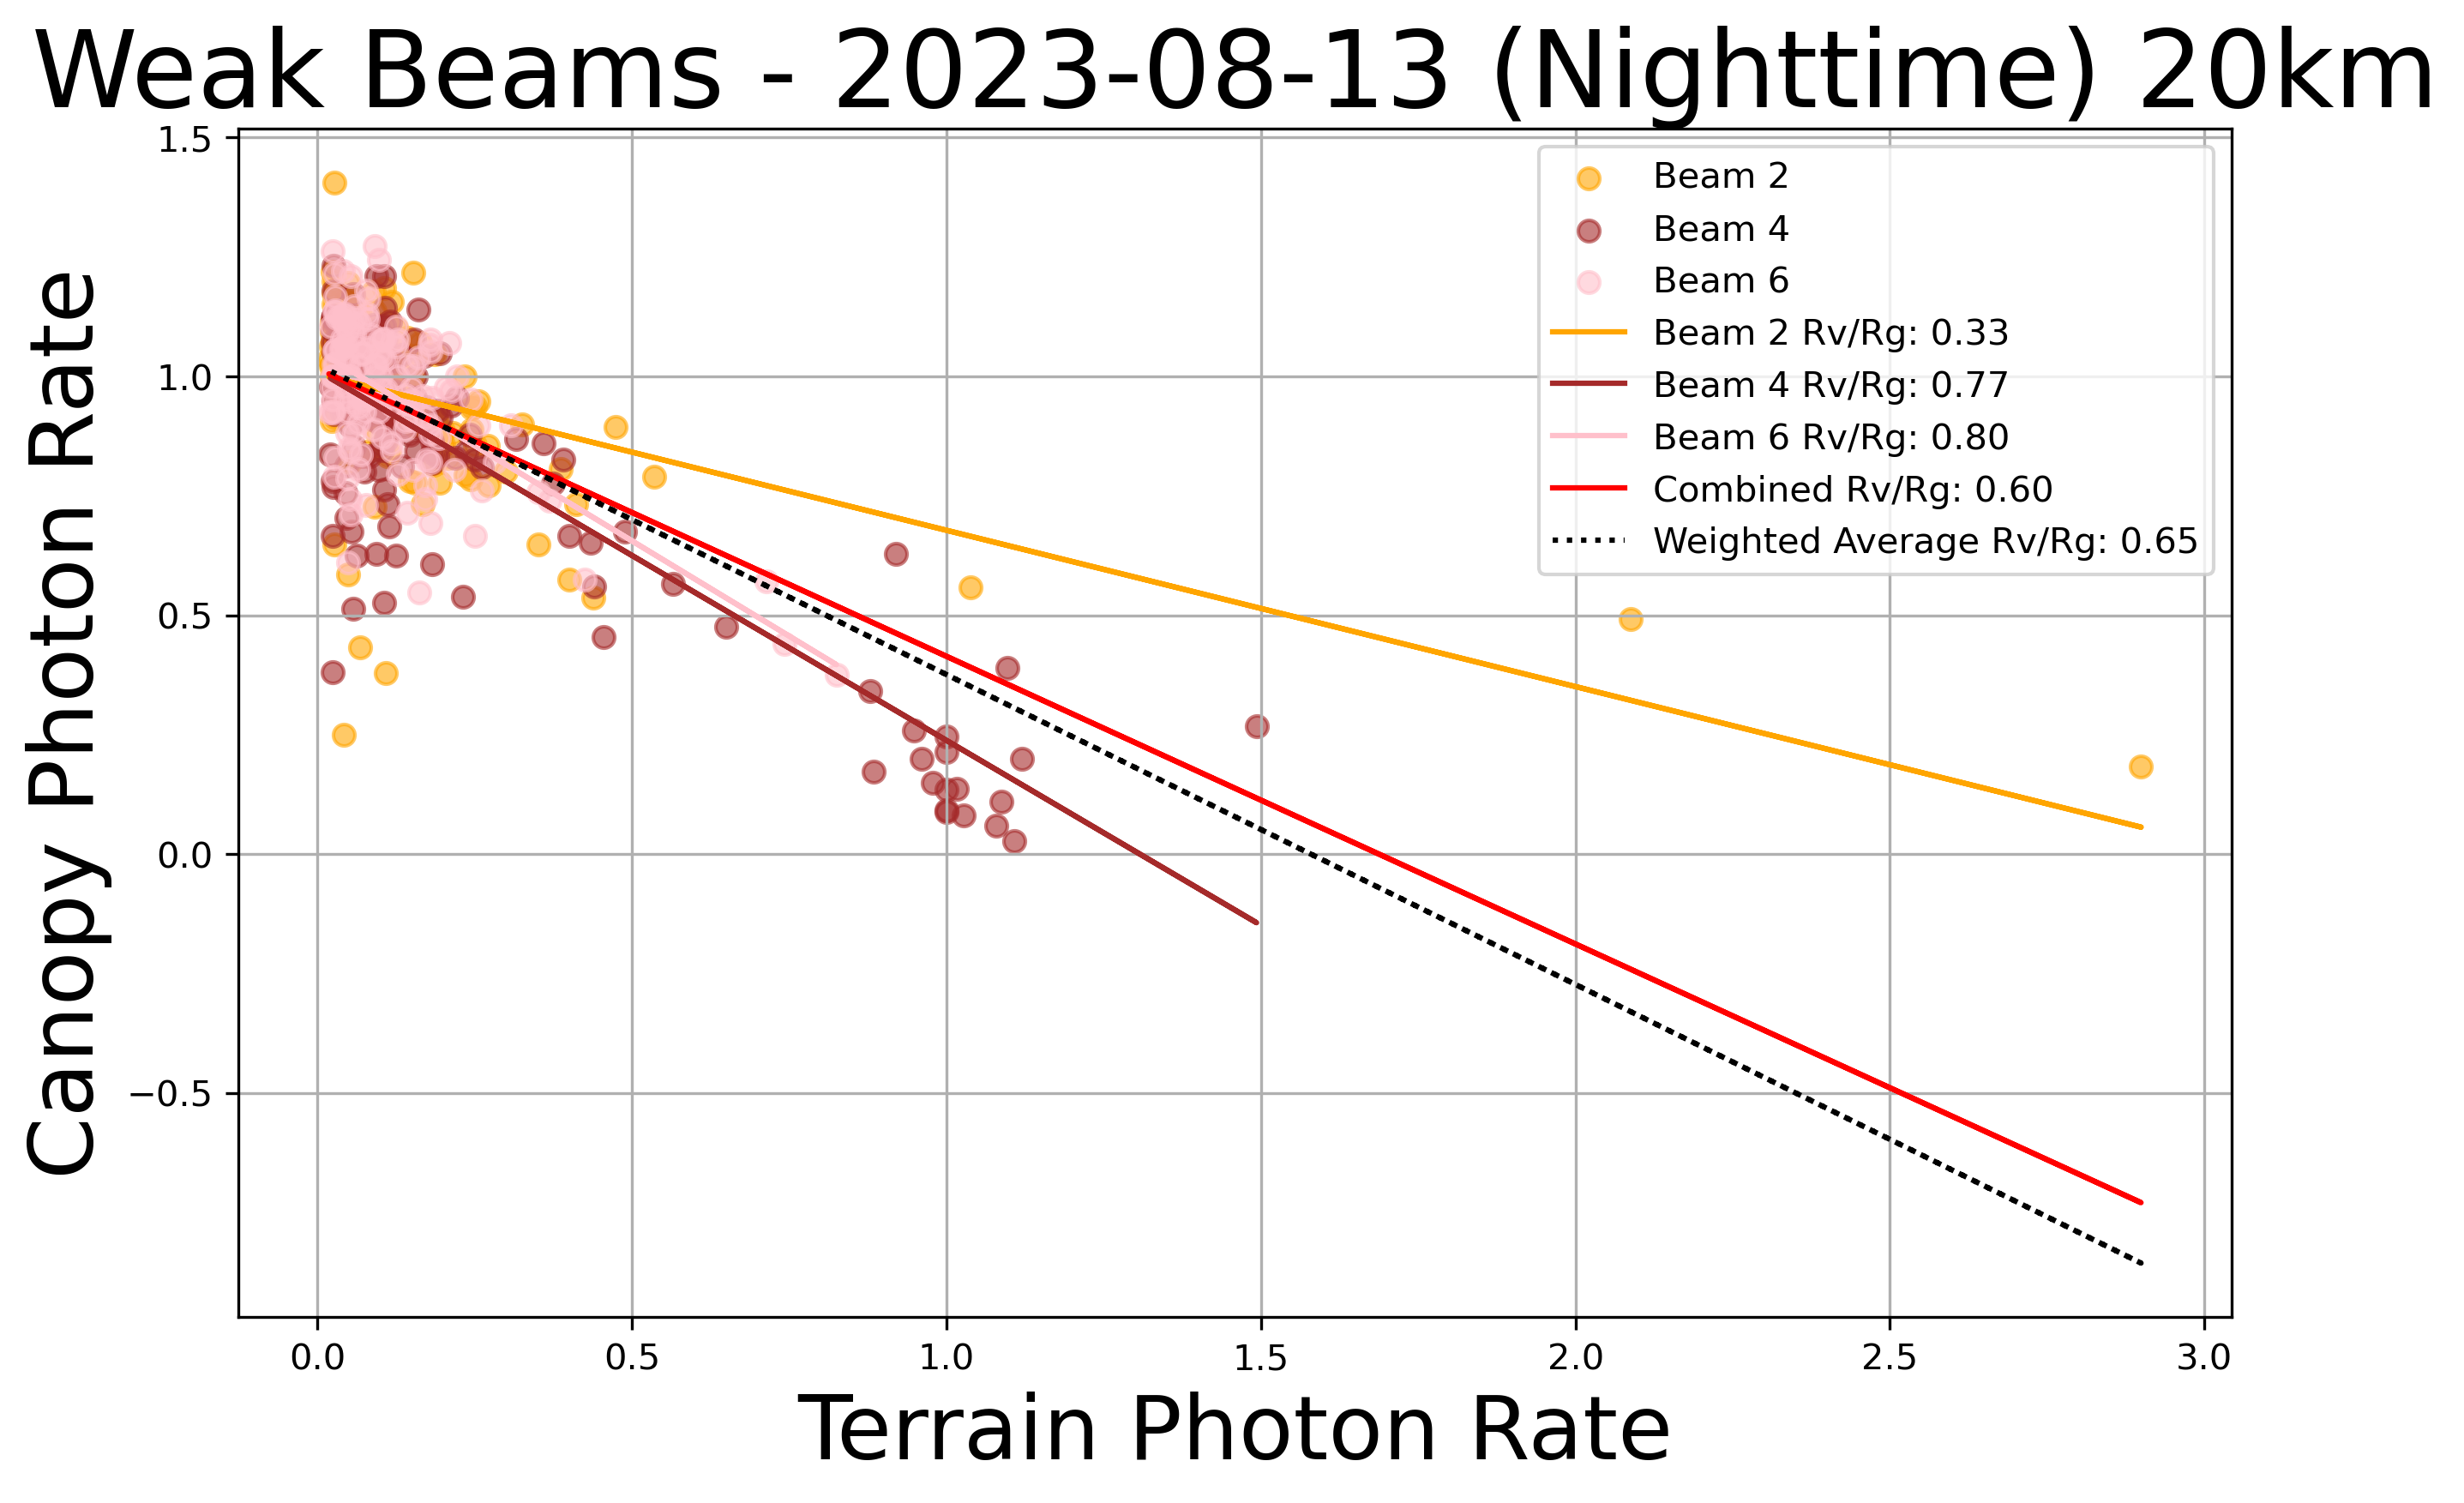 Weak Beams - 2023-08-13 (Nighttime) 20km
Canopy Photon Rate
1.5
1.0
0.5
0.0
−0.5
Beam 2
Beam 4
Beam 6
Beam 2 Rv/Rg: 0.33
Beam 4 Rv/Rg: 0.77
Beam 6 Rv/Rg: 0.80
Combined Rv/Rg: 0.60
Weighted Average Rv/Rg: 0.65
0.0 0.5 1.0 1.5 2.0 2.5 3.0
Terrain Photon Rate